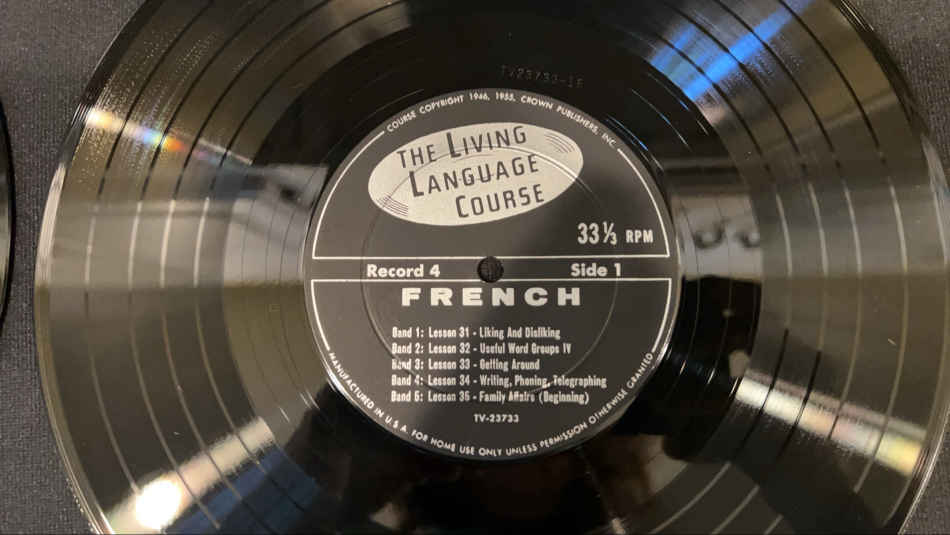 TV23733-1F
COURSE COPYRIGHT 1946, 1955, CROWN PUBLISHERS, INC.
THE LIVING
LANGUAGE
COURSE
33⅓ RPM
Record 4 Side 1
FRENCH
Band 1: Lesson 31 - Liking And Disliking
Band 2: Lesson 32 - Useful Word Groups IV
Band 3: Lesson 33 - Getting Around
Band 4: Lesson 34 - Writing, Phoning, Telegraphing
Band 5: Lesson 35 - Family Affairs (Beginning)
TV-23733
MANUFACTURED IN U.S.A. FOR HOME USE ONLY UNLESS PERMISSION OTHERWISE GRANTED